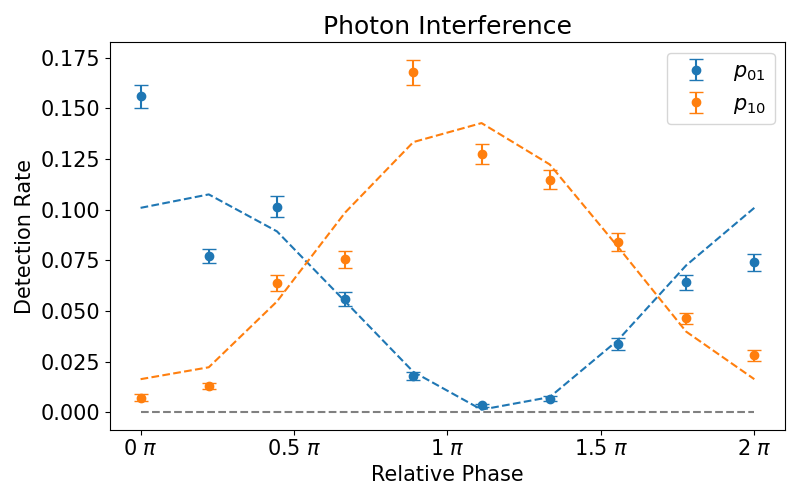 Photon Interference
0.175
0.150
0.125
0.100
0.075
0.050
0.025
0.000
Detection Rate
p₀₁
p₁₀
0 π
0.5 π
1 π
1.5 π
2 π
Relative Phase